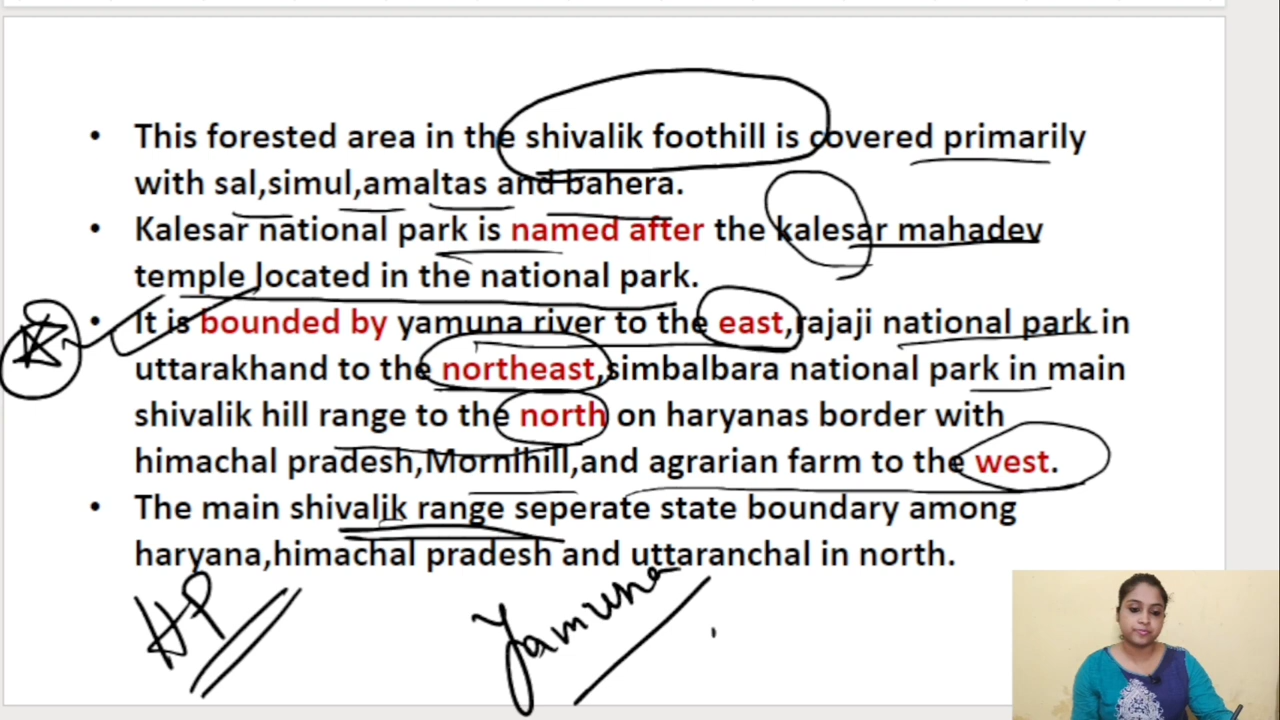 • This forested area in the shivalik foothill is covered primarily
with sal,simul,amaltas and bahera.
• Kalesar national park is named after the kalesar mahadev
temple located in the national park.
• It is bounded by yamuna river to the east,rajaji national park in
uttarakhand to the northeast,simbalbara national park in main
shivalik hill range to the north on haryanas border with
himachal pradesh,Mornihill,and agrarian farm to the west.
• The main shivalik range seperate state boundary among
haryana,himachal pradesh and uttaranchal in north.
HP
Yamuna